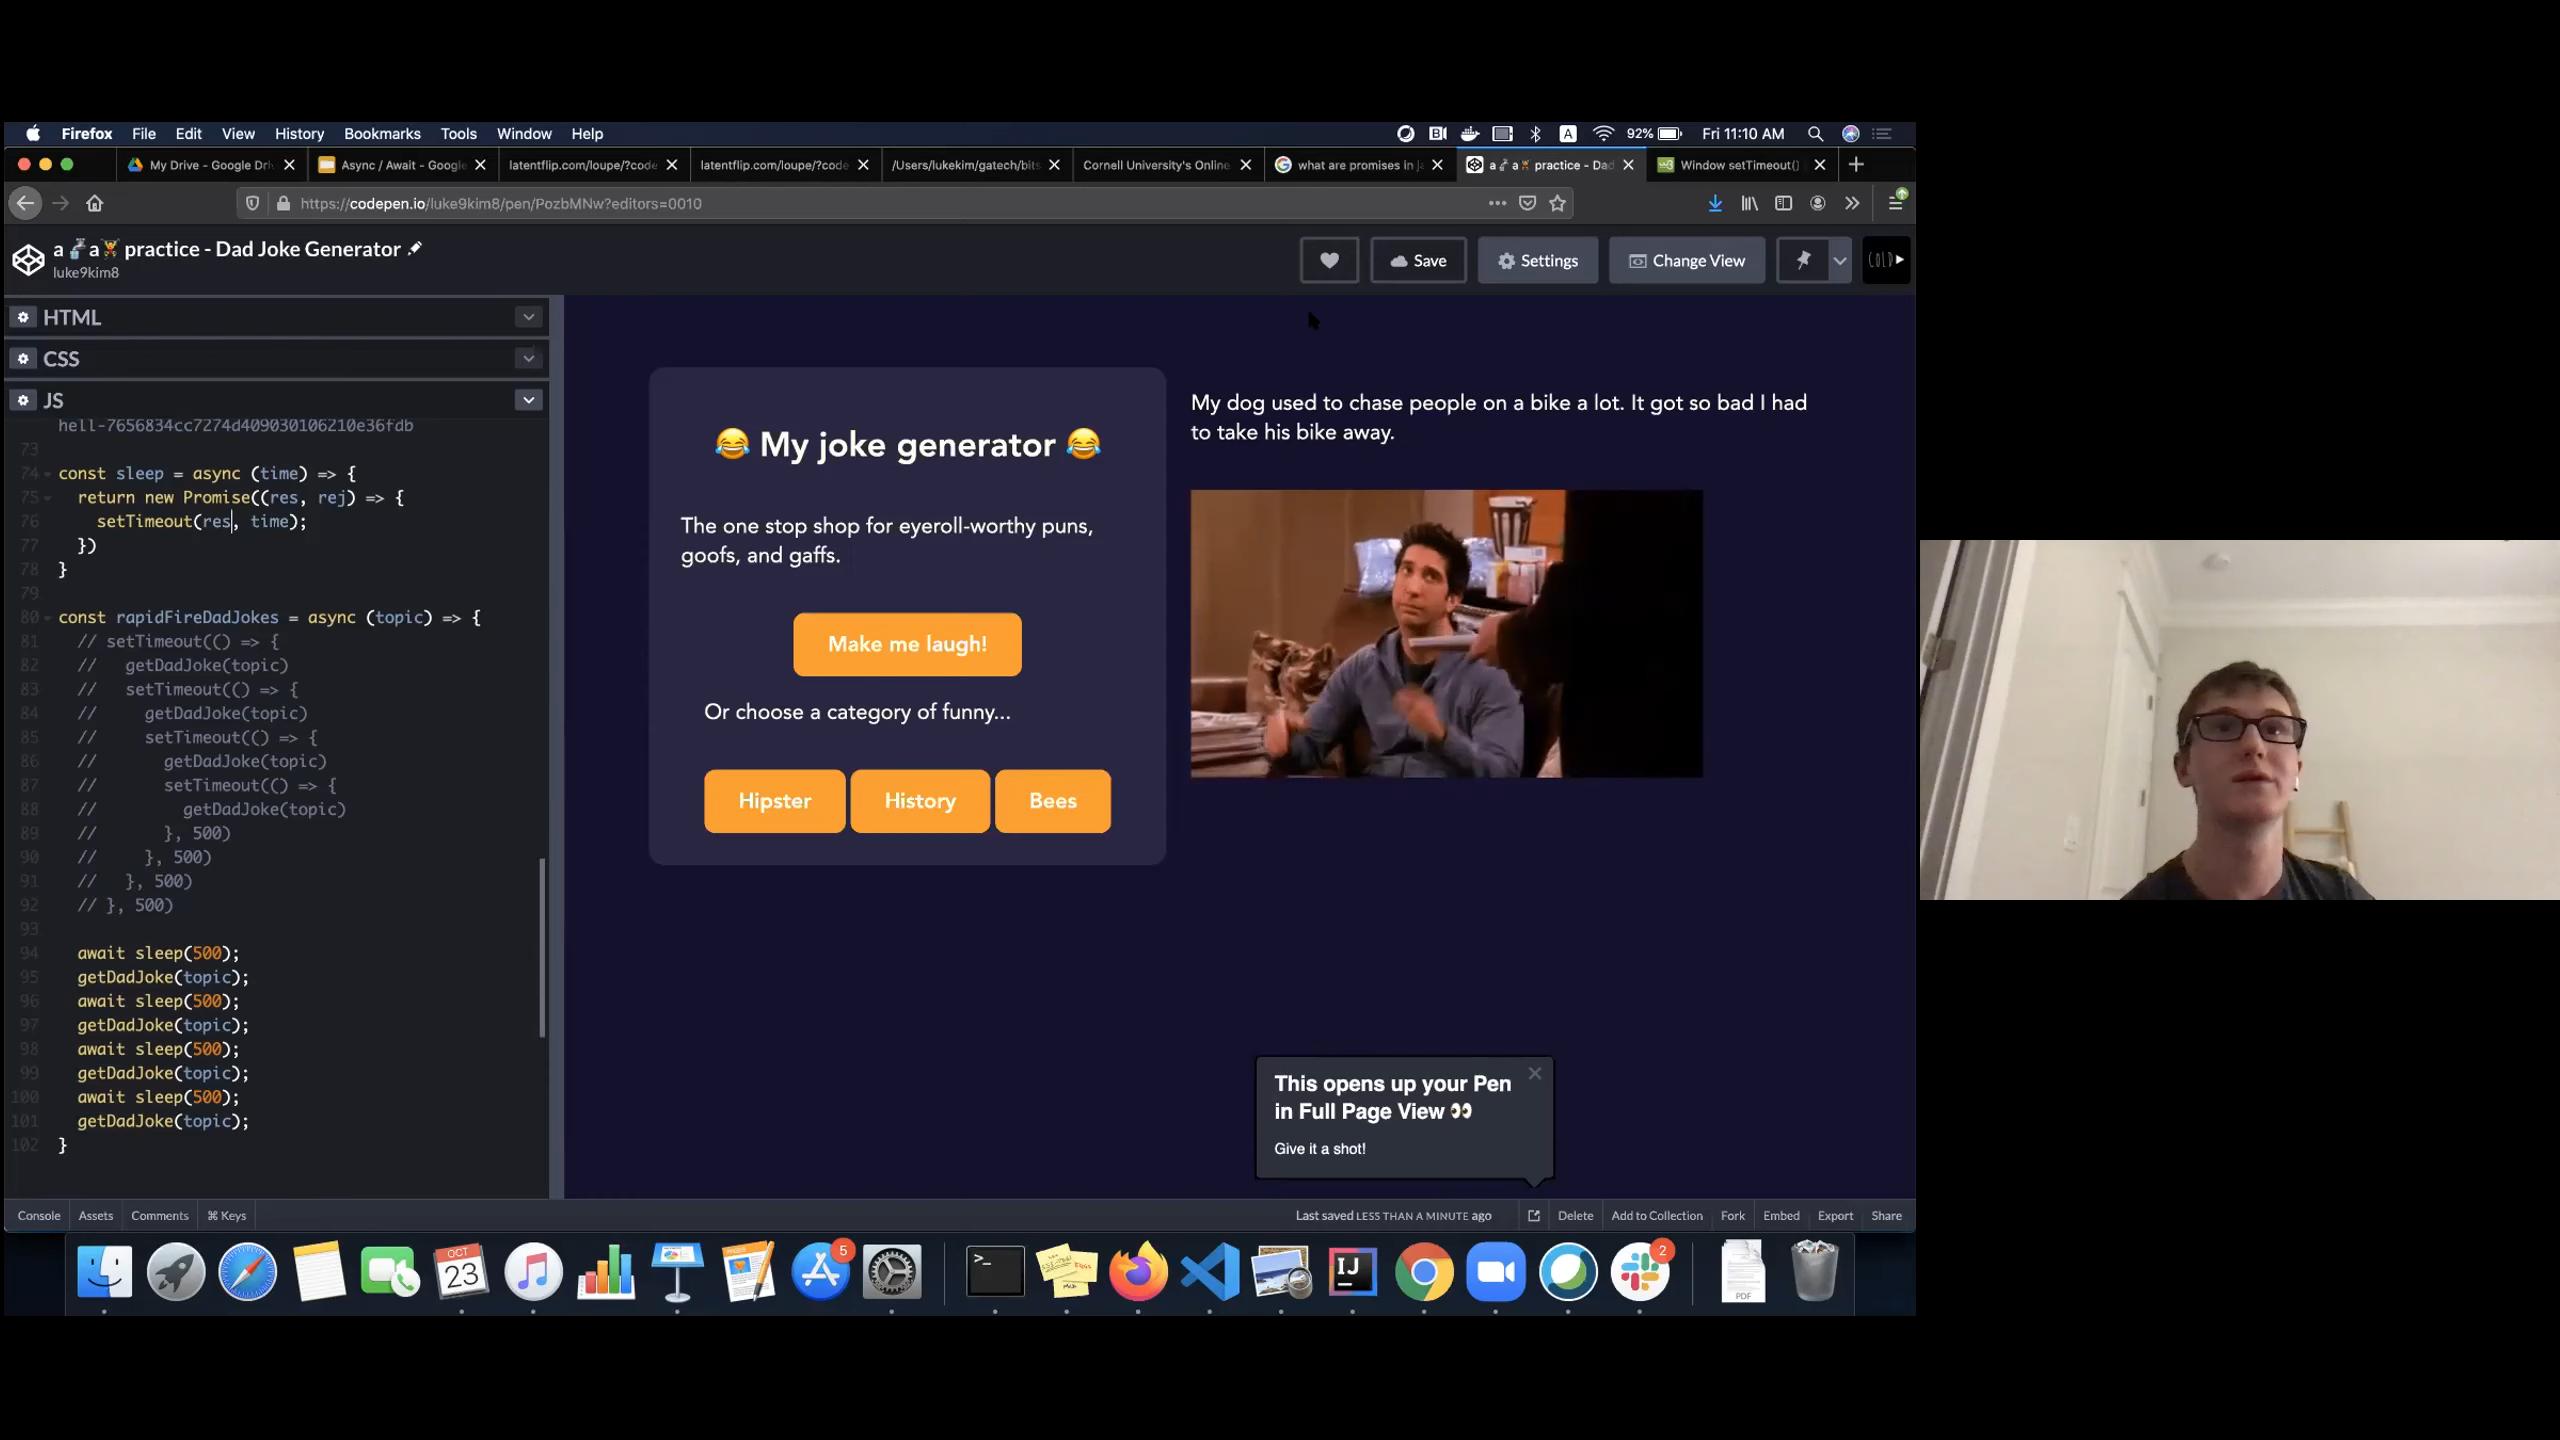 Firefox File Edit View History Bookmarks Tools Window Help
92% Fri 11:10 AM
My Drive - Google Dri
Async / Await - Google
latentflip.com/loupe/?code
latentflip.com/loupe/?code
/Users/lukekim/gatech/bits
Cornell University's Online
what are promises in ja
practice - Dad
Window setTimeout()
https://codepen.io/luke9kim8/pen/PozbMNw?editors=0010
a 🚰 a 🏋 practice - Dad Joke Generator
luke9kim8
Save
Settings
Change View
HTML
CSS
JS
hell-7656834cc7274d409030106210e36fdb
73
74 const sleep = async (time) => {
75 return new Promise((res, rej) => {
76 setTimeout(res, time);
77 })
78 }
79
80 const rapidFireDadJokes = async (topic) => {
81 // setTimeout(() => {
82 // getDadJoke(topic)
83 // setTimeout(() => {
84 // getDadJoke(topic)
85 // setTimeout(() => {
86 // getDadJoke(topic)
87 // setTimeout(() => {
88 // getDadJoke(topic)
89 // }, 500)
90 // }, 500)
91 // }, 500)
92 // }, 500)
93
94 await sleep(500);
95 getDadJoke(topic);
96 await sleep(500);
97 getDadJoke(topic);
98 await sleep(500);
99 getDadJoke(topic);
100 await sleep(500);
101 getDadJoke(topic);
102 }
😂 My joke generator 😂
The one stop shop for eyeroll-worthy puns,
goofs, and gaffs.
Make me laugh!
Or choose a category of funny...
Hipster
History
Bees
My dog used to chase people on a bike a lot. It got so bad I had
to take his bike away.
This opens up your Pen
in Full Page View 👀
Give it a shot!
Console Assets Comments ⌘ Keys
Last saved LESS THAN A MINUTE ago
Delete Add to Collection Fork Embed Export Share
OCT
23
5
IJ
2
PDF